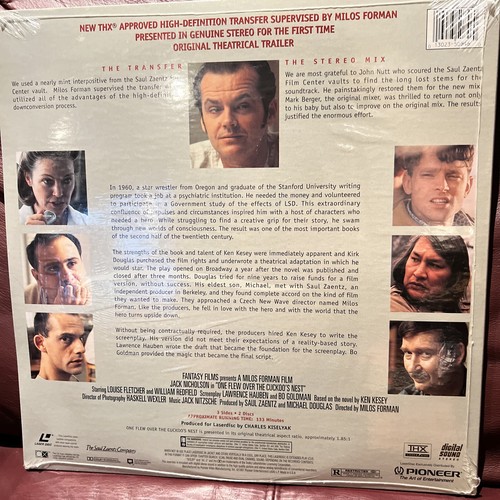 NEW THX® APPROVED HIGH-DEFINITION TRANSFER SUPERVISED BY MILOS FORMAN
PRESENTED IN GENUINE STEREO FOR THE FIRST TIME
ORIGINAL THEATRICAL TRAILER
THE TRANSFER
We used a nearly mint interpositive from the Saul Zaentz
Center vault. Milos Forman supervised the transfer
utilized all of the advantages of the high-defini
downconversion process.
THE STEREO MIX
We are most grateful to John Nutt who scoured the Saul Zaentz
Film Center vaults to find the long lost stems for the
soundtrack. He painstakingly restored them for the new mix.
Mark Berger, the original mixer, was thrilled to return not only
to his baby but also to improve on the original mix. The results
justified the enormous effort.
In 1960, a star wrestler from Oregon and graduate of the Stanford University writing
program took a job at a psychiatric institution. He needed the money and volunteered
to participate in a Government study of the effects of LSD. This extraordinary
confluence of impulses and circumstances inspired him with a host of characters who
needed a hero. While struggling to find a creative grip for their story, he swam
through new worlds of consciousness. The result was one of the most important books
of the second half of the twentieth century.
The strengths of the book and talent of Ken Kesey were immediately apparent and Kirk
Douglas purchased the film rights and underwrote a theatrical adaptation in which he
would star. The play opened on Broadway a year after the novel was published and
closed after three months. Douglas tried for nine years to raise funds for a film
version, without success. His eldest son, Michael, met with Saul Zaentz, an
independent producer in Berkeley, and they found complete accord on the kind of film
they wanted to make. They approached a Czech New Wave director named Milos
Forman. Like the producers, he fell in love with the hero and with the world that the
hero turns upside down.
Without being contractually required, the producers hired Ken Kesey to write the
screenplay. His version did not meet their expectations of a reality-based story.
Lawrence Hauben wrote the draft that became the foundation for the screenplay. Bo
Goldman provided the magic that became the final script.
FANTASY FILMS PRESENTS A MILOS FORMAN FILM
JACK NICHOLSON in "ONE FLEW OVER THE CUCKOO'S NEST"
Starring LOUISE FLETCHER and WILLIAM REDFIELD Screenplay LAWRENCE HAUBEN and BO GOLDMAN Based on the novel by KEN KESEY
Director of Photography HASKELL WEXLER Music JACK NITZSCHE Produced by SAUL ZAENTZ and MICHAEL DOUGLAS Directed by MILOS FORMAN
3 Sides • 2 Discs
APPROXIMATE RUNNING TIME: 133 Minutes
Produced for Laserdisc by CHARLES KISELYAK
ONE FLEW OVER THE CUCKOO'S NEST is presented in its original theatrical aspect ratio, approximately 1.85:1
The Saul Zaentz Company
RESTRICTED
R
THX
digital
SOUND
STEREO
PIONEER
The Art of Entertainment